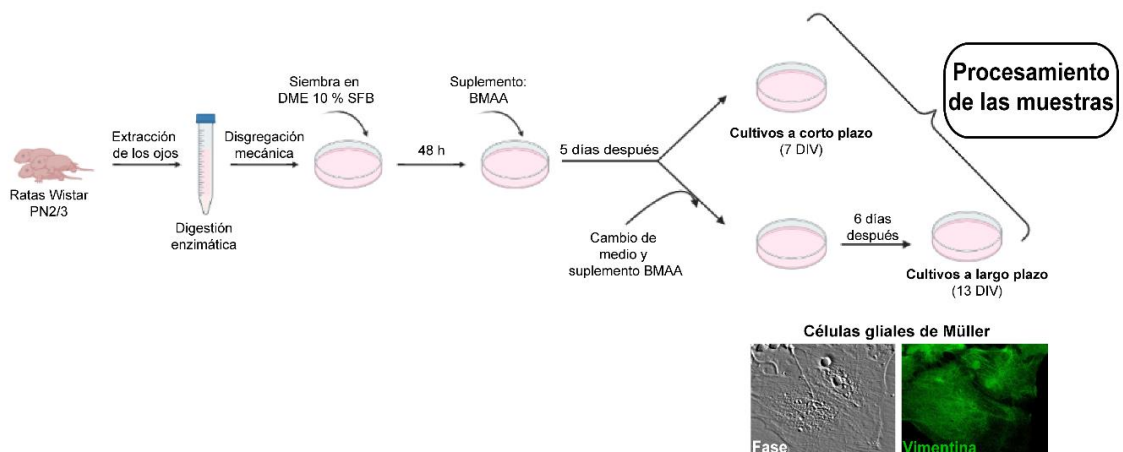 Ratas Wistar
PN2/3
Extracción
de los ojos
Digestión
enzimática
Disgregación
mecánica
Siembra en
DME 10 % SFB
48 h
Suplemento:
BMAA
5 días después
Cultivos a corto plazo
(7 DIV)
Cambio de
medio y
suplemento BMAA
6 días
después
Cultivos a largo plazo
(13 DIV)
Procesamiento
de las muestras
Células gliales de Müller
Fase
Vimentina